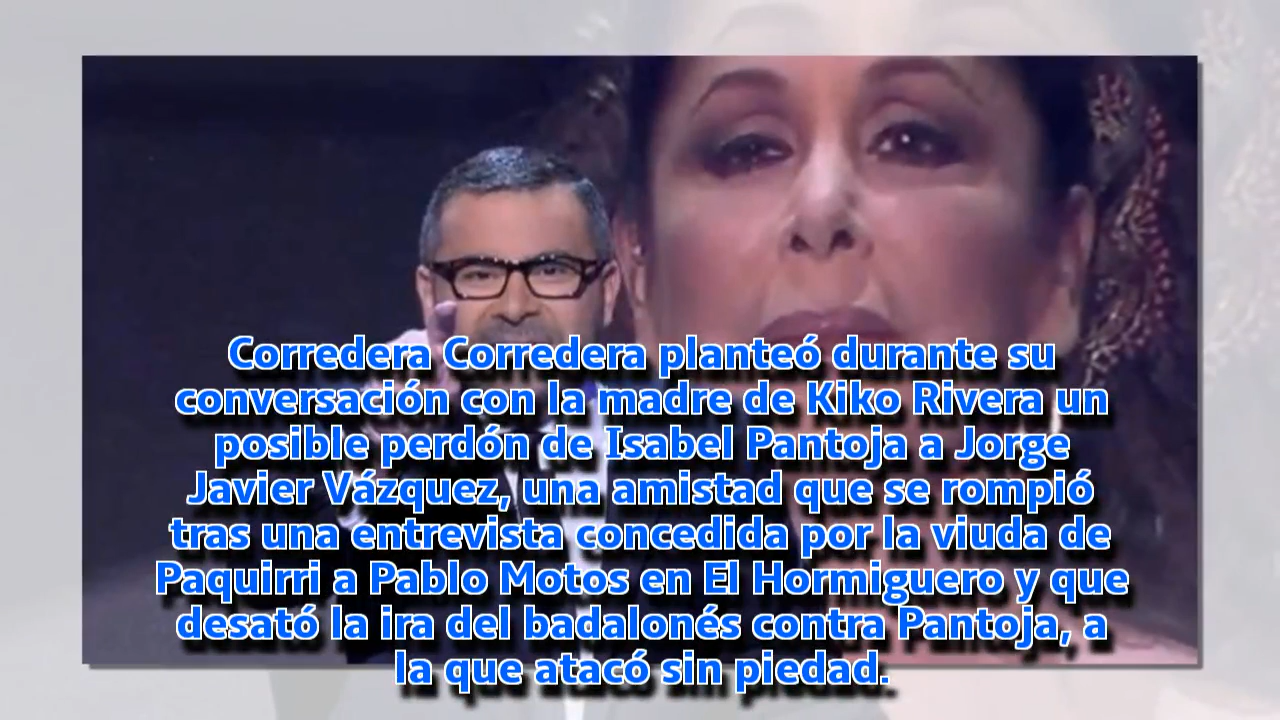 Corredera Corredera planteó durante su
conversación con la madre de Kiko Rivera un
posible perdón de Isabel Pantoja a Jorge
Javier Vázquez, una amistad que se rompió
tras una entrevista concedida por la viuda de
Paquirri a Pablo Motos en El Hormiguero y que
desató la ira del badalonés contra Pantoja, a
la que atacó sin piedad.